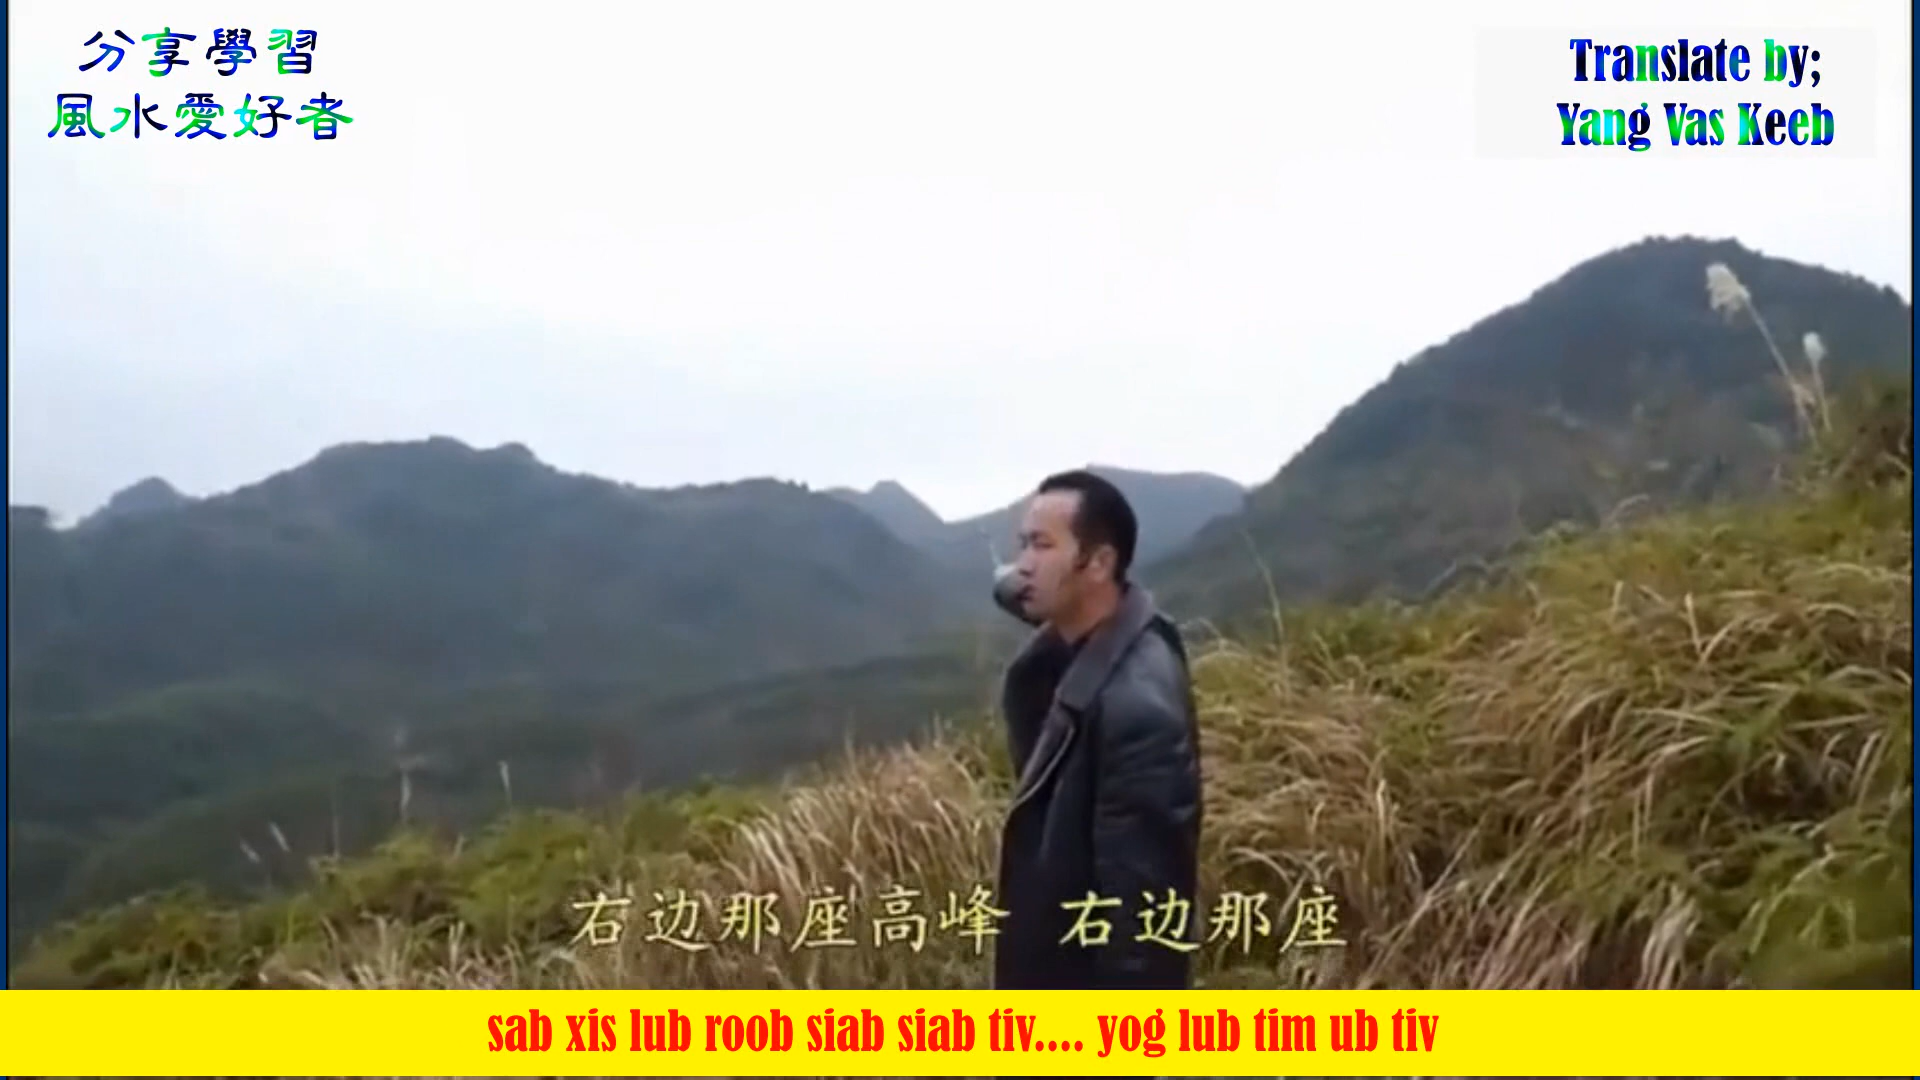 分享學習
風水愛好者
Translate by;
Yang Vas Keeb
右边那座高峰 右边那座
sab xis lub roob siab siab tiv.... yog lub tim ub tiv